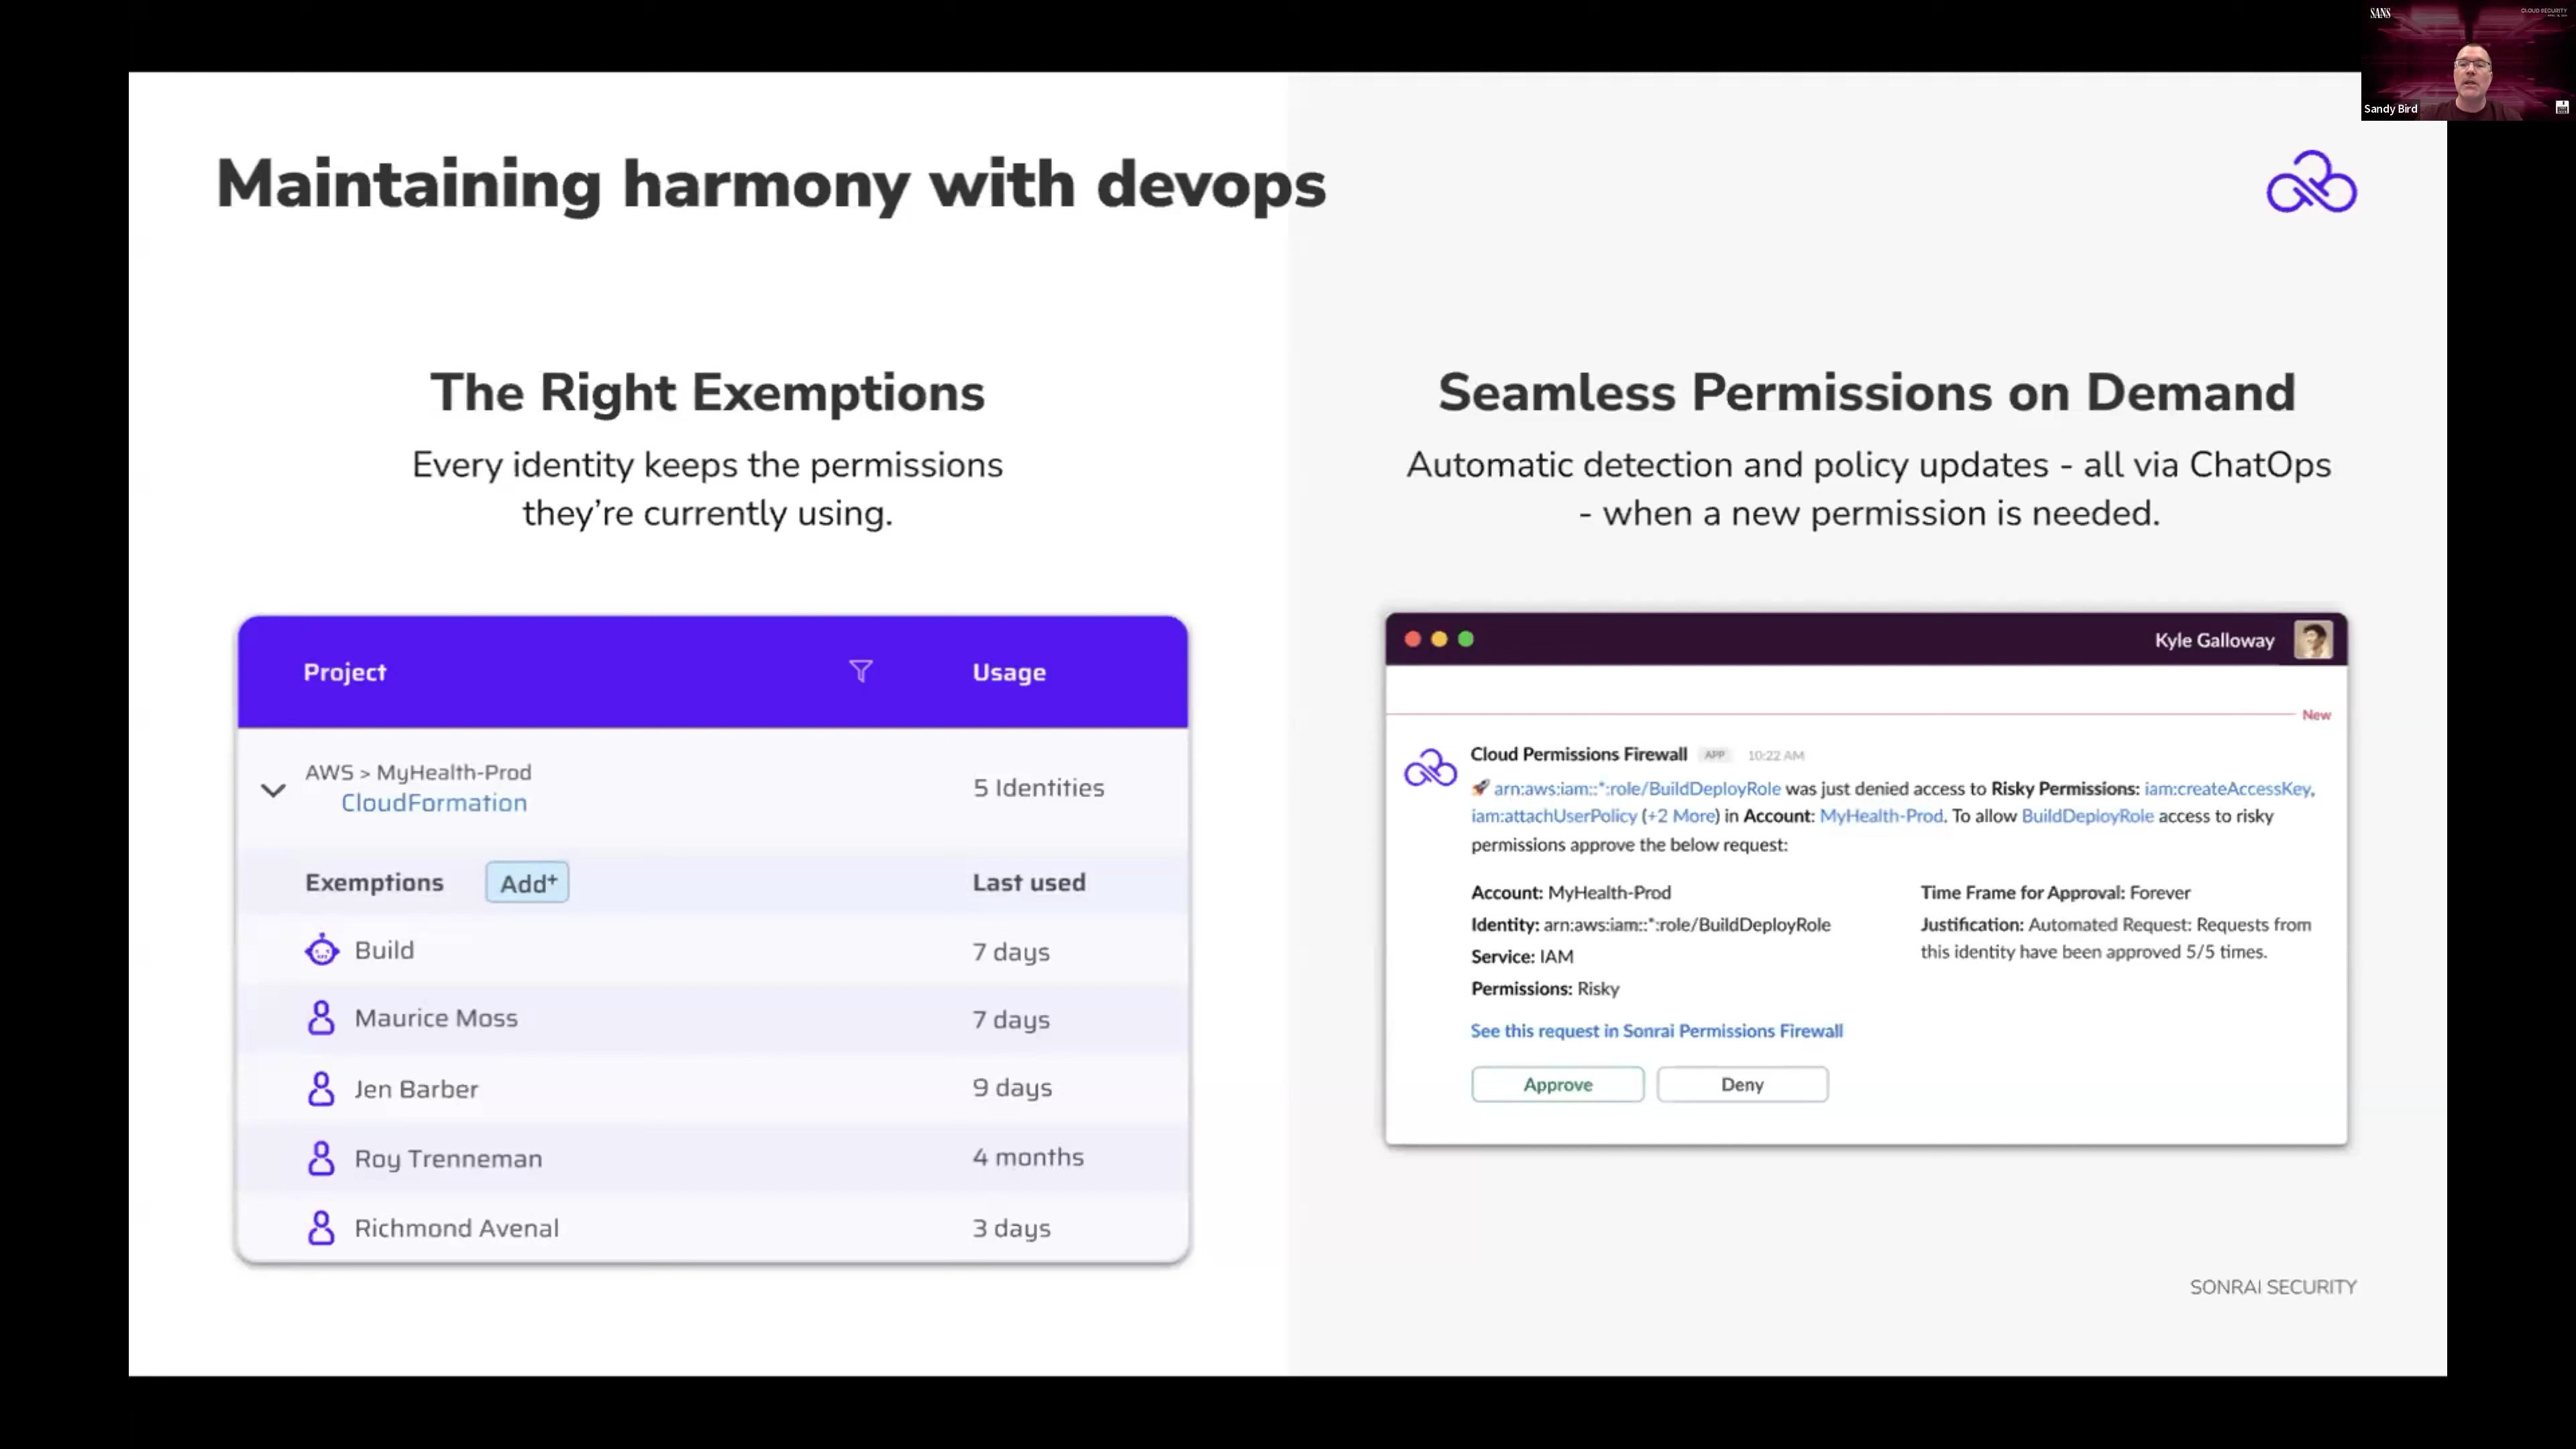 SANS
CLOUD SECURITY
Sandy Bird
Maintaining harmony with devops
The Right Exemptions
Every identity keeps the permissions
they're currently using.
Project
Usage
AWS > MyHealth-Prod
CloudFormation
5 Identities
Exemptions
Add+
Last used
Build
7 days
Maurice Moss
7 days
Jen Barber
9 days
Roy Trenneman
4 months
Richmond Avenal
3 days
Seamless Permissions on Demand
Automatic detection and policy updates - all via ChatOps
- when a new permission is needed.
Kyle Galloway
New
Cloud Permissions Firewall APP 10:22 AM
🚀 arn:aws:iam::*:role/BuildDeployRole was just denied access to Risky Permissions: iam:createAccessKey,
iam:attachUserPolicy (+2 More) in Account: MyHealth-Prod. To allow BuildDeployRole access to risky
permissions approve the below request:
Account: MyHealth-Prod
Identity: arn:aws:iam::*:role/BuildDeployRole
Service: IAM
Permissions: Risky
Time Frame for Approval: Forever
Justification: Automated Request: Requests from
this identity have been approved 5/5 times.
See this request in Sonrai Permissions Firewall
Approve
Deny
SONRAI SECURITY